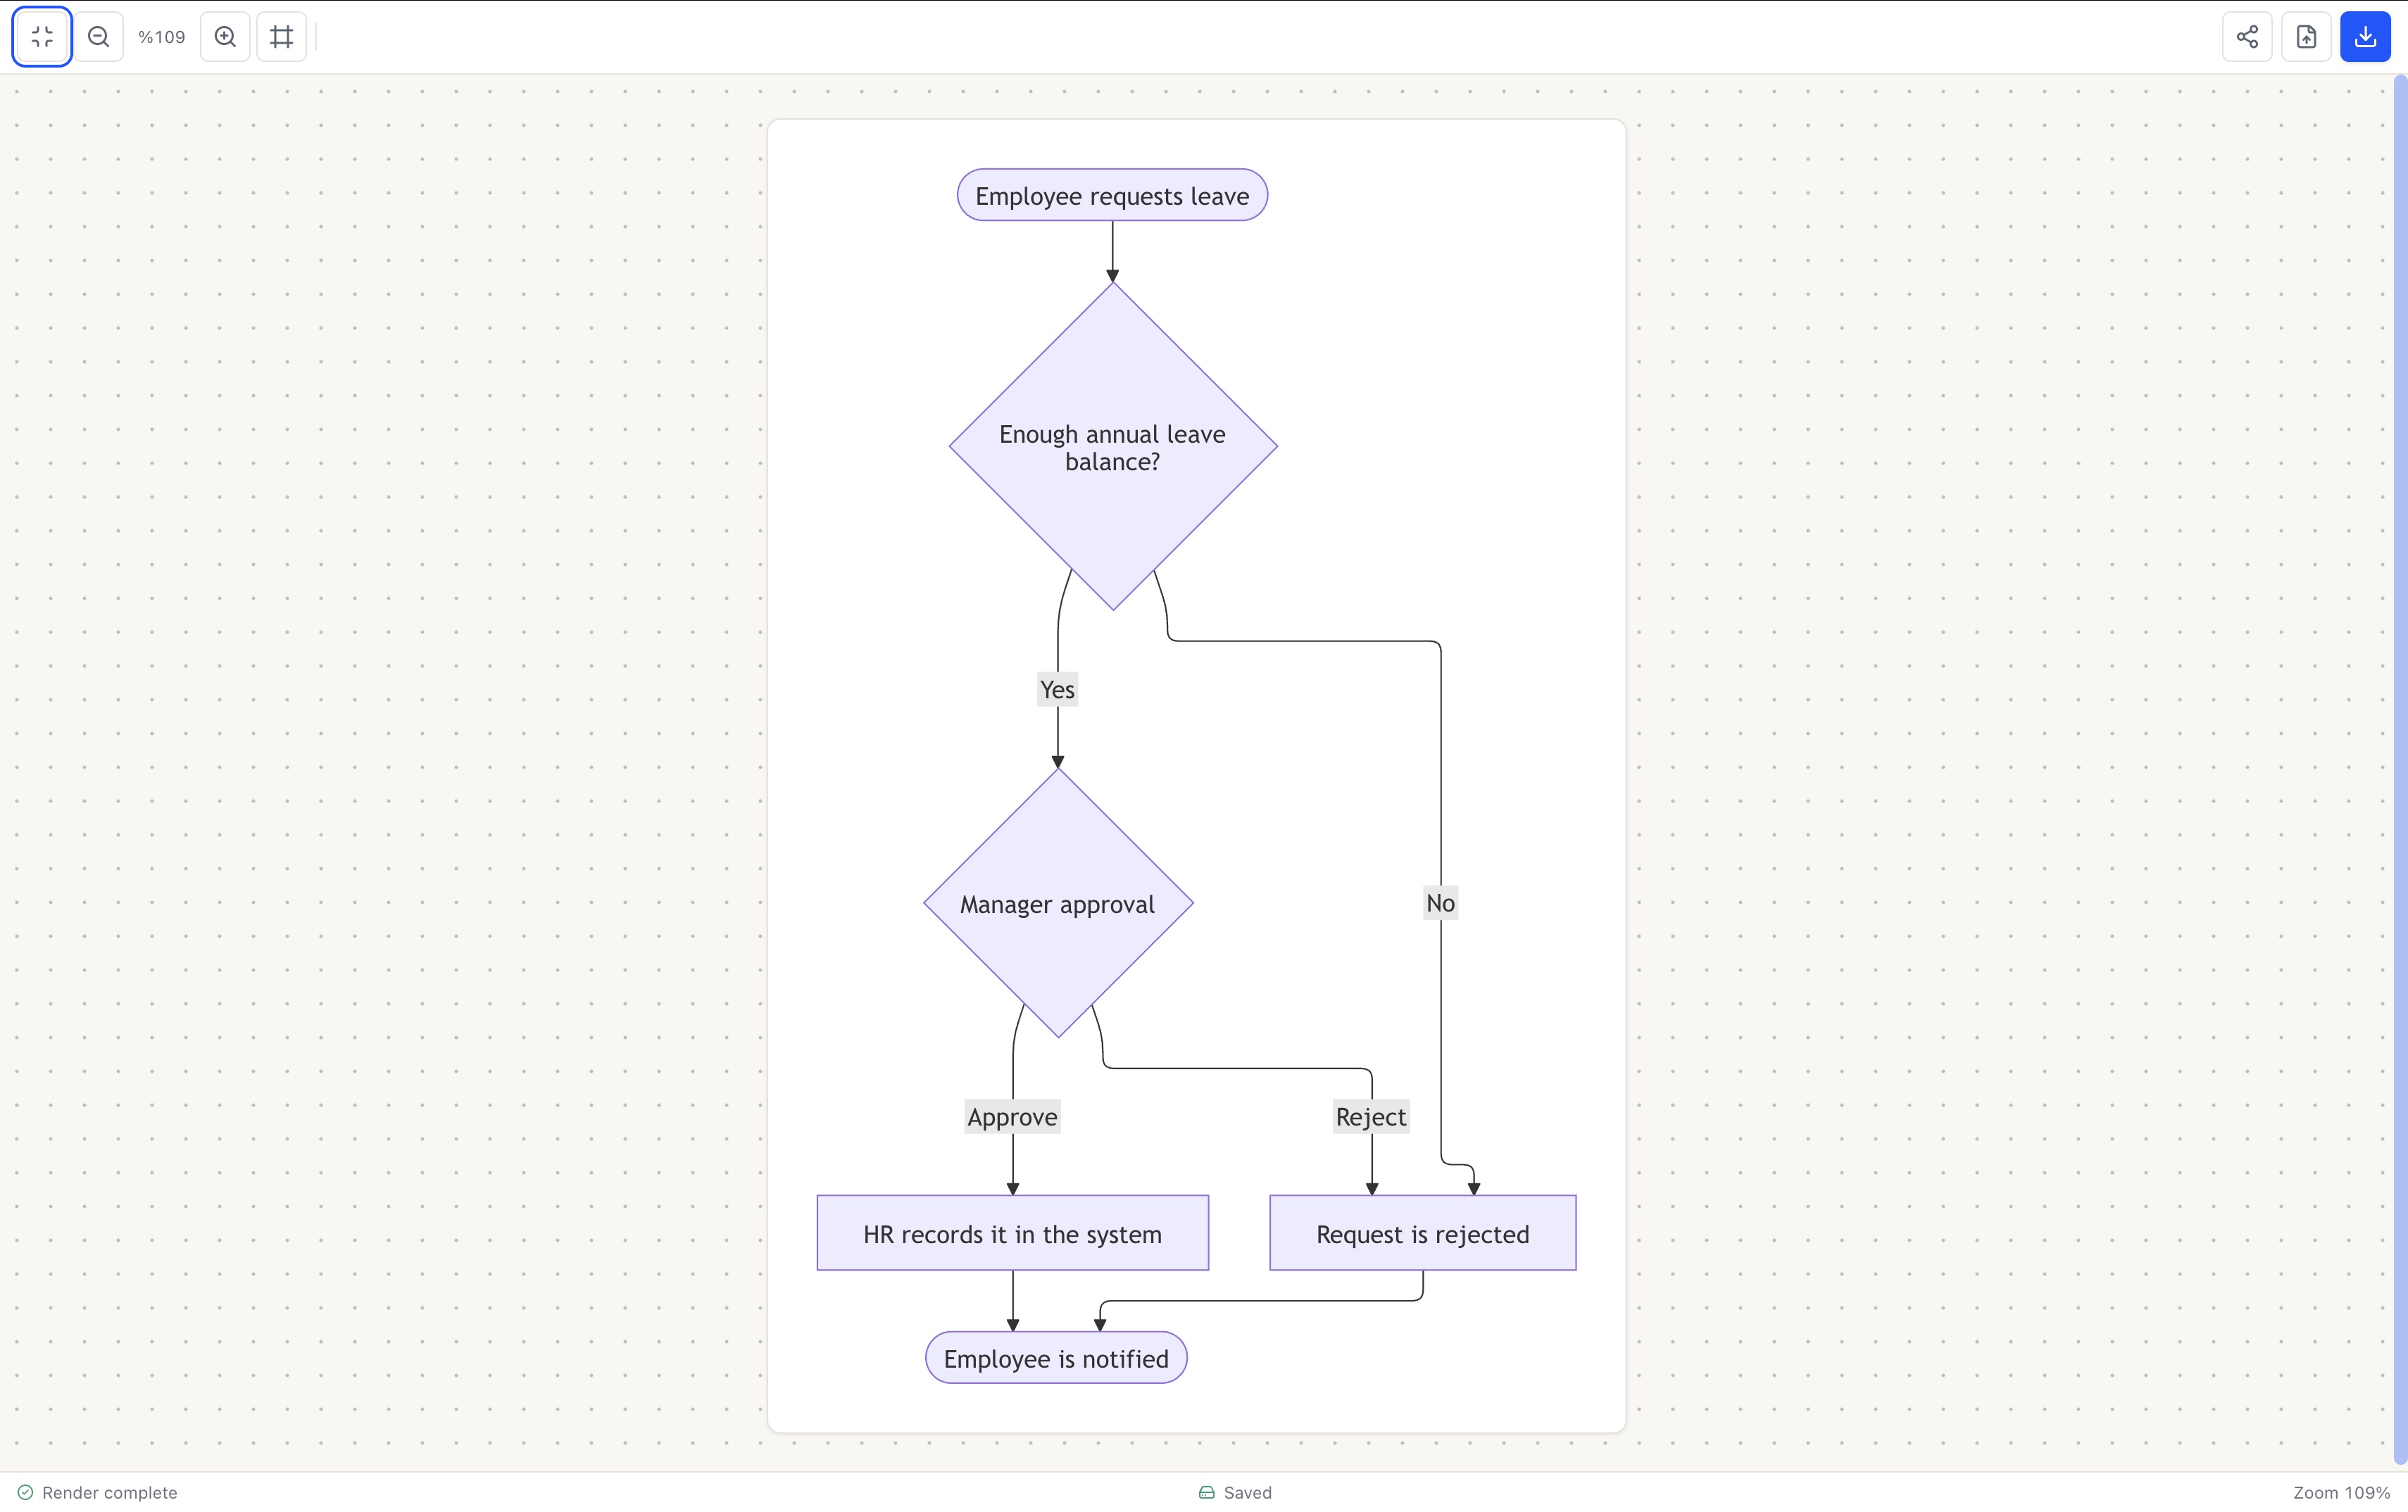 %109
Employee requests leave
Enough annual leave
balance?
Yes
Manager approval
No
Approve
Reject
HR records it in the system
Request is rejected
Employee is notified
Render complete
Saved
Zoom 109%